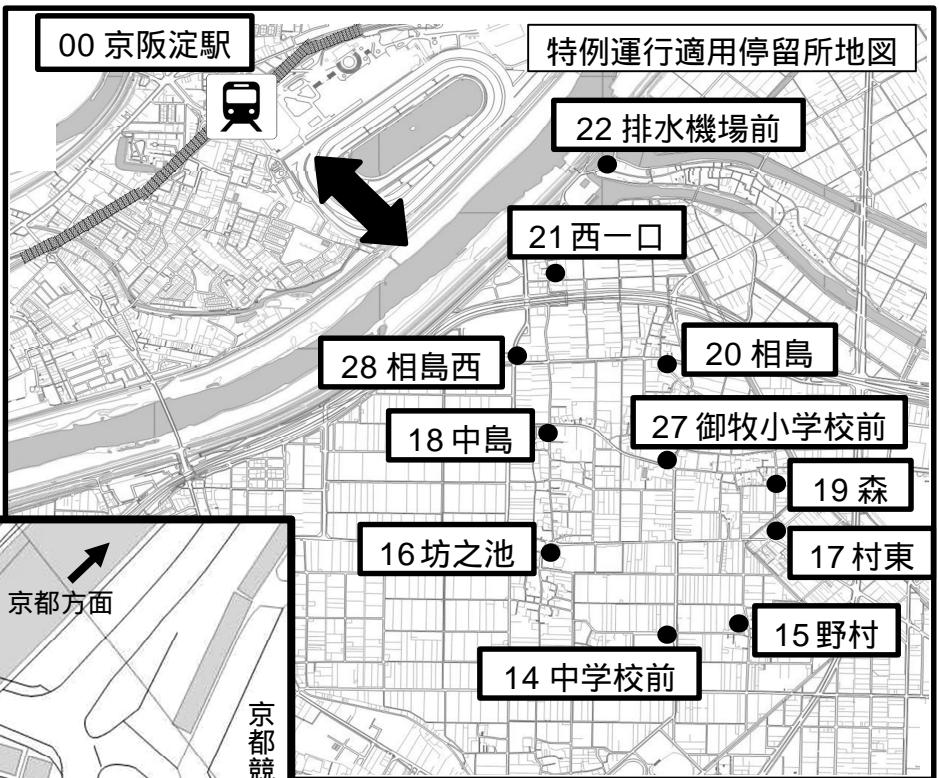 00 京阪淀駅
特例運行適用停留所地図
22 排水機場前
21 西一口
28 相島西
20 相島
18 中島
27 御牧小学校前
19 森
16 坊之池
17 村東
15 野村
14 中学校前
京都方面
京都競